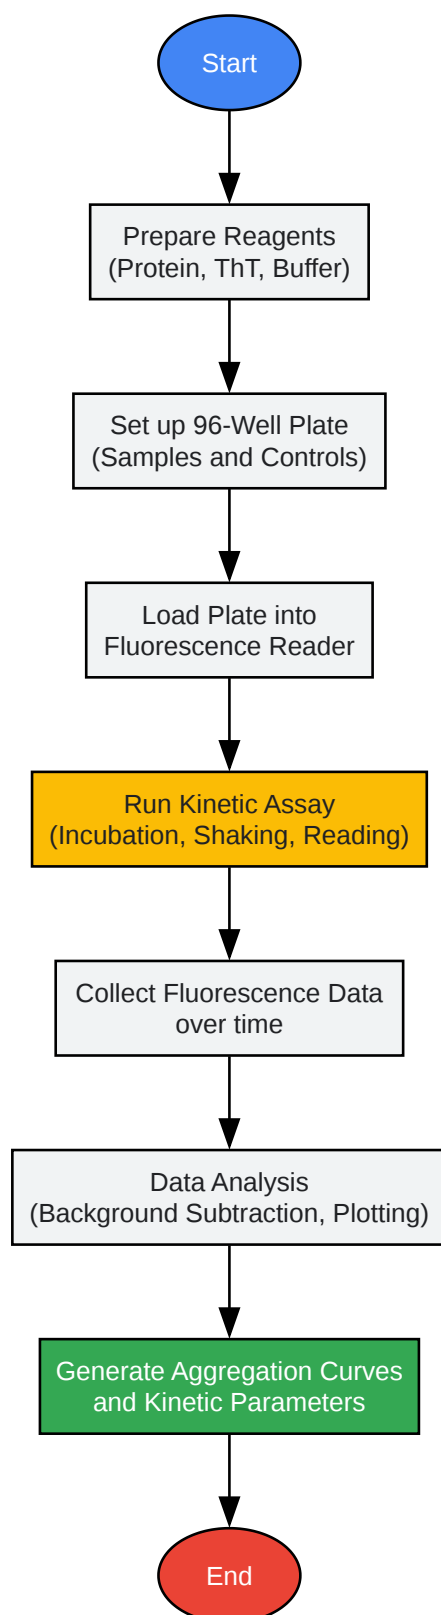 Start
Prepare Reagents
(Protein, ThT, Buffer)
Set up 96-Well Plate
(Samples and Controls)
Load Plate into
Fluorescence Reader
Run Kinetic Assay
(Incubation, Shaking, Reading)
Collect Fluorescence Data
over time
Data Analysis
(Background Subtraction, Plotting)
Generate Aggregation Curves
and Kinetic Parameters
End